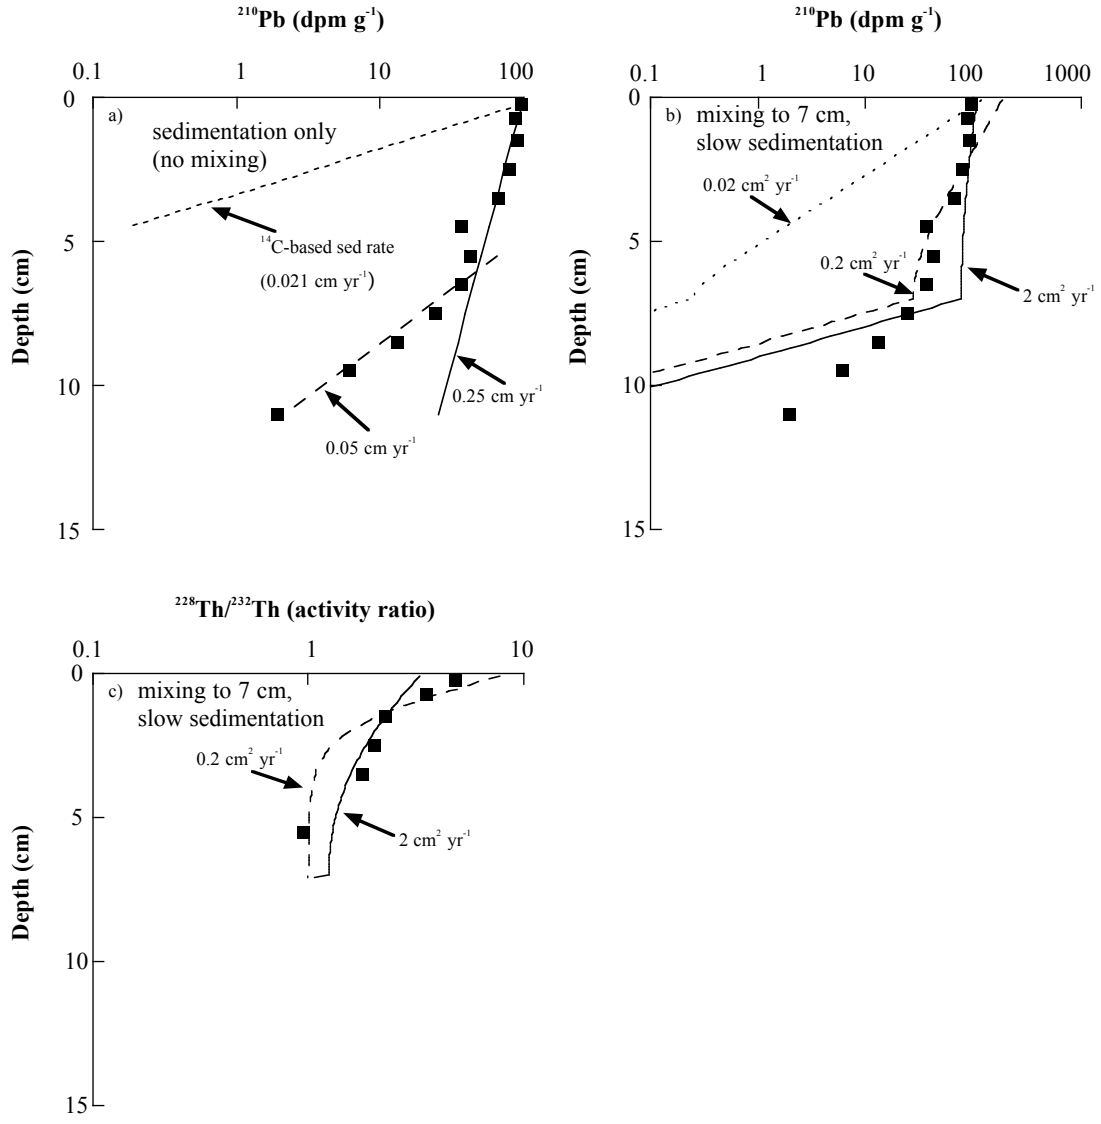 ²¹⁰Pb (dpm g⁻¹)
0.1 1 10 100
0
5
10
15
Depth (cm)
a) sedimentation only
(no mixing)
¹⁴C-based sed rate
(0.021 cm yr⁻¹)
0.25 cm yr⁻¹
0.05 cm yr⁻¹
²¹⁰Pb (dpm g⁻¹)
0.1 1 10 100 1000
0
5
10
15
Depth (cm)
b) mixing to 7 cm,
slow sedimentation
0.02 cm² yr⁻¹
0.2 cm² yr⁻¹
2 cm² yr⁻¹
²²⁸Th/²³²Th (activity ratio)
0.1 1 10
0
5
10
15
Depth (cm)
c) mixing to 7 cm,
slow sedimentation
0.2 cm² yr⁻¹
2 cm² yr⁻¹